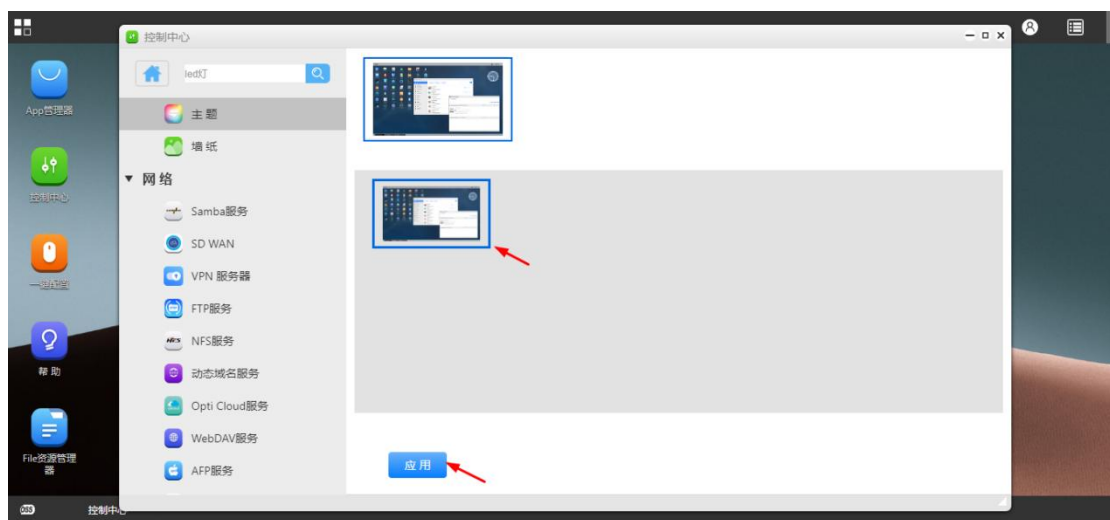 控制中心
led灯
App管理器
主题
墙纸
控制中心
网络
Samba服务
SD WAN
VPN 服务器
一键配置
FTP服务
NFS服务
帮助
动态域名服务
Opti Cloud服务
WebDAV服务
File资源管理
器
AFP服务
应用
控制中心